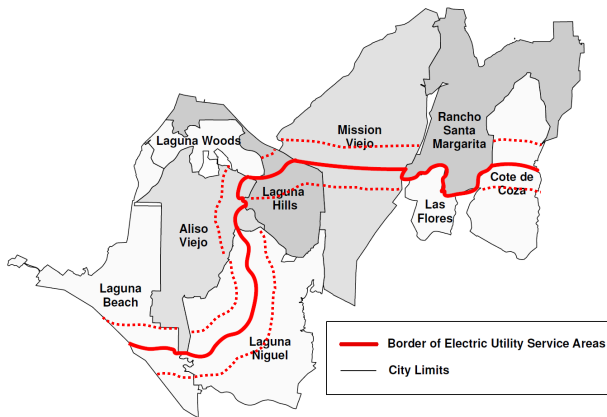 Laguna Woods
Mission
Viejo
Rancho
Santa
Margarita
Cote de
Coza
Laguna
Hills
Las
Flores
Aliso
Viejo
Laguna
Beach
Laguna
Niguel
Border of Electric Utility Service Areas
City Limits